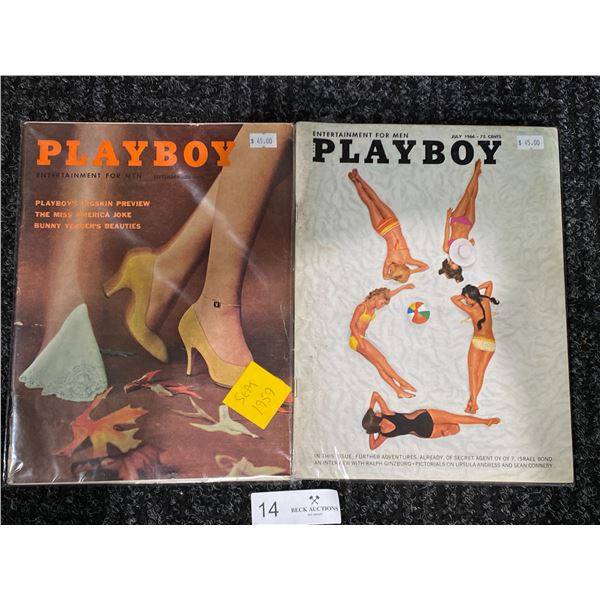 PLAYBOY
$ 45.00
ENTERTAINMENT FOR MEN
PLAYBOY'S PIGSKIN PREVIEW
THE MISS AMERICA JOKE
BUNNY YEAGER'S BEAUTIES
Sem
1959
ENTERTAINMENT FOR MEN
JULY 1966 • 75 CENTS
$ 45.00
PLAYBOY
IN THIS ISSUE, FURTHER ADVENTURES, ALREADY, OF SECRET AGENT OY OY 7, ISRAEL BOND
AN INTERVIEW WITH RALPH GINZBURG • PICTORIALS ON URSULA ANDRESS AND SEAN CONNERY
14
BECK AUCTIONS